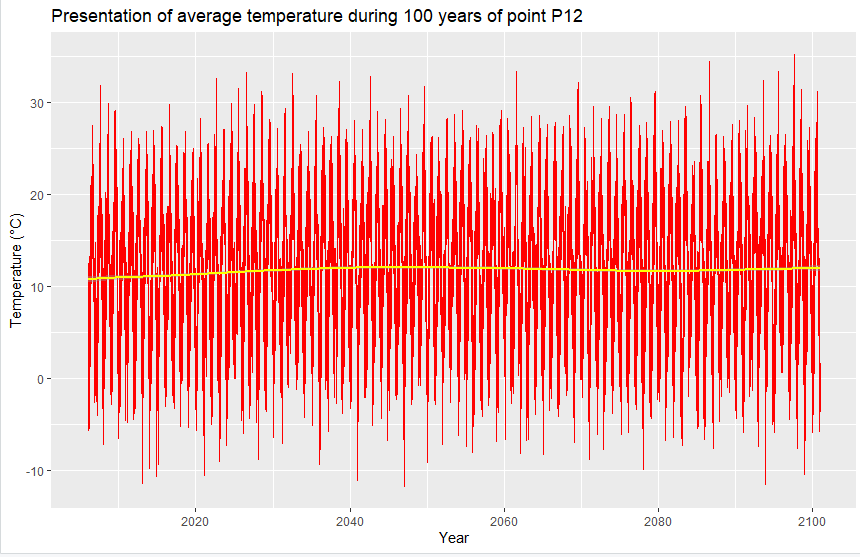 Presentation of average temperature during 100 years of point P12
Temperature (°C)
30
20
10
0
-10
2020 2040 2060 2080 2100
Year